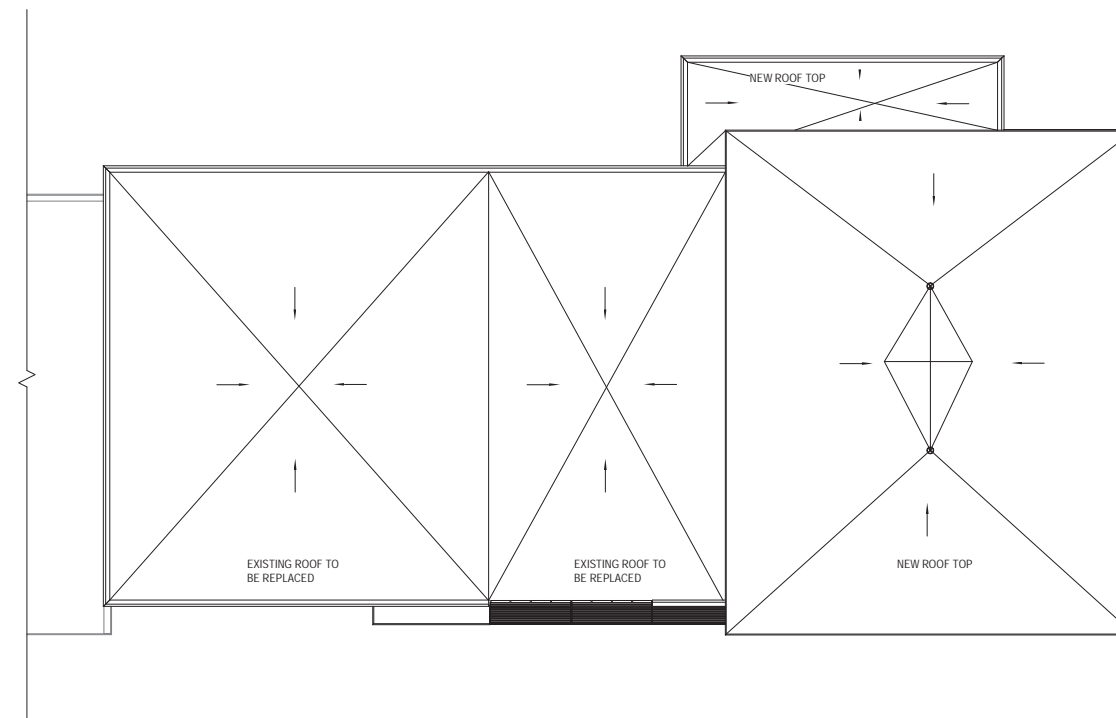 NEW ROOF TOP
EXISTING ROOF TO
BE REPLACED
EXISTING ROOF TO
BE REPLACED
NEW ROOF TOP